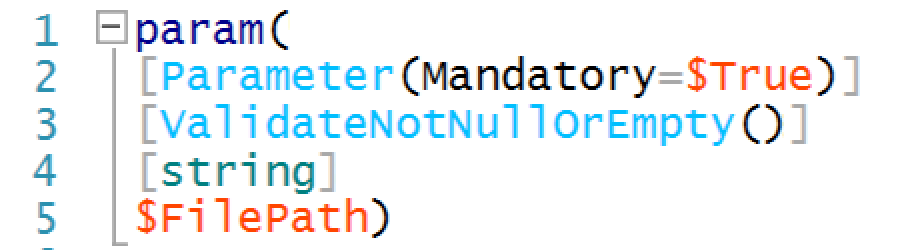 1 param(
2 [Parameter(Mandatory=$True)]
3 [ValidateNotNullOrEmpty()]
4 [string]
5 $FilePath)